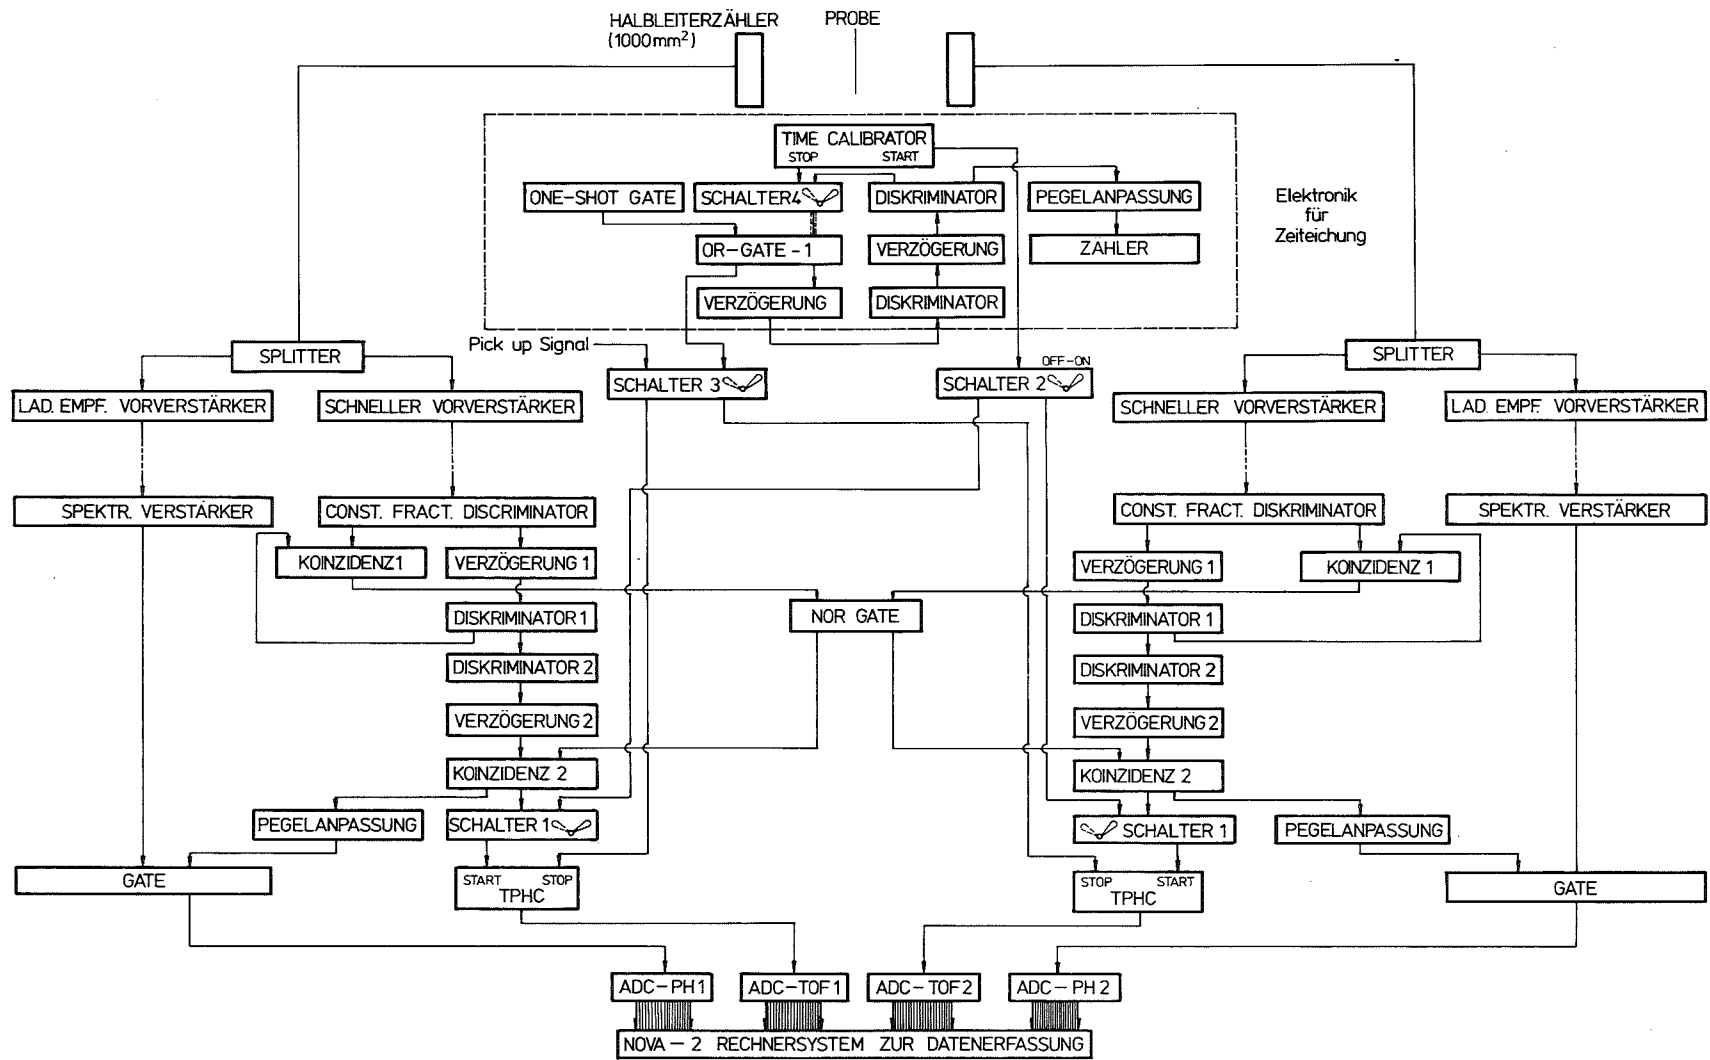 HALBLEITERZÄHLER
(1000mm²)
PROBE
TIME CALIBRATOR
STOP START
ONE-SHOT GATE
SCHALTER4
DISKRIMINATOR
PEGELANPASSUNG
OR-GATE-1
VERZÖGERUNG
ZÄHLER
VERZÖGERUNG
DISKRIMINATOR
Elektronik
für
Zeiteichung
Pick up Signal
SPLITTER
SPLITTER
SCHALTER 3
OFF-ON
SCHALTER 2
LAD. EMPF. VORVERSTÄRKER
SCHNELLER VORVERSTÄRKER
SCHNELLER VORVERSTÄRKER
LAD. EMPF. VORVERSTÄRKER
SPEKTR. VERSTÄRKER
CONST. FRACT. DISCRIMINATOR
CONST. FRACT. DISKRIMINATOR
SPEKTR. VERSTÄRKER
KOINZIDENZ1
VERZÖGERUNG 1
VERZÖGERUNG 1
KOINZIDENZ 1
DISKRIMINATOR 1
NOR GATE
DISKRIMINATOR 1
DISKRIMINATOR 2
DISKRIMINATOR 2
VERZÖGERUNG 2
VERZÖGERUNG 2
KOINZIDENZ 2
KOINZIDENZ 2
PEGELANPASSUNG
SCHALTER 1
SCHALTER 1
PEGELANPASSUNG
GATE
START STOP
TPHC
STOP START
TPHC
GATE
ADC-PH1
ADC-TOF1
ADC-TOF2
ADC-PH2
NOVA-2 RECHNERSYSTEM ZUR DATENERFASSUNG